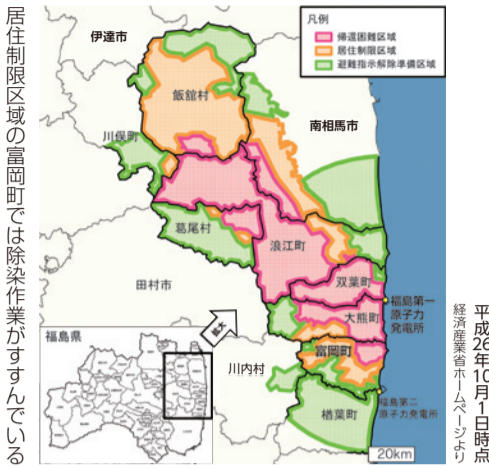 居住制限区域の富岡町では除染作業がすすんでいる
平成26年10月1日時点
経済産業省ホームページより
凡例
帰還困難区域
居住制限区域
避難指示解除準備区域
伊達市
飯舘村
南相馬市
川俣町
葛尾村
浪江町
田村市
双葉町
福島第一
原子力
発電所
大熊町
拡大
福島県
川内村
富岡町
福島第二
原子力発電所
楢葉町
20km